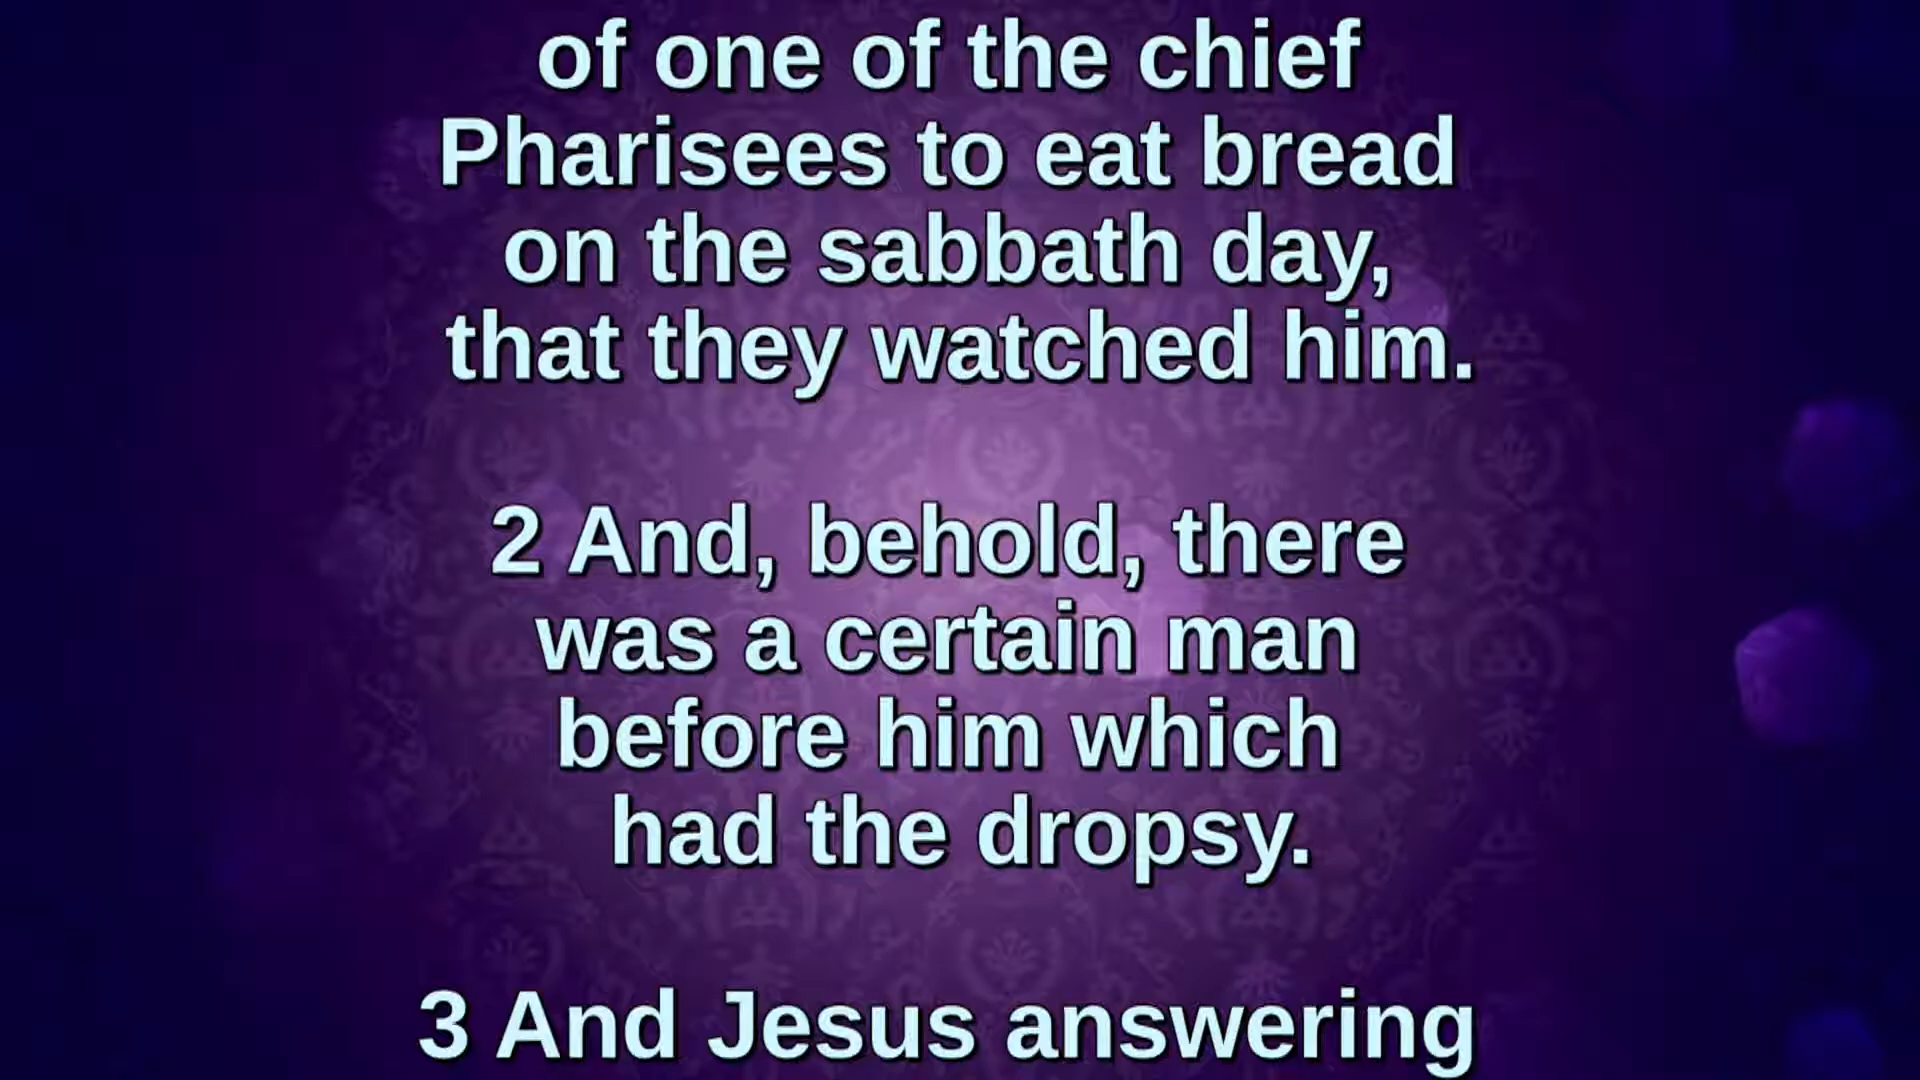 of one of the chief
Pharisees to eat bread
on the sabbath day,
that they watched him.
2 And, behold, there
was a certain man
before him which
had the dropsy.
3 And Jesus answering